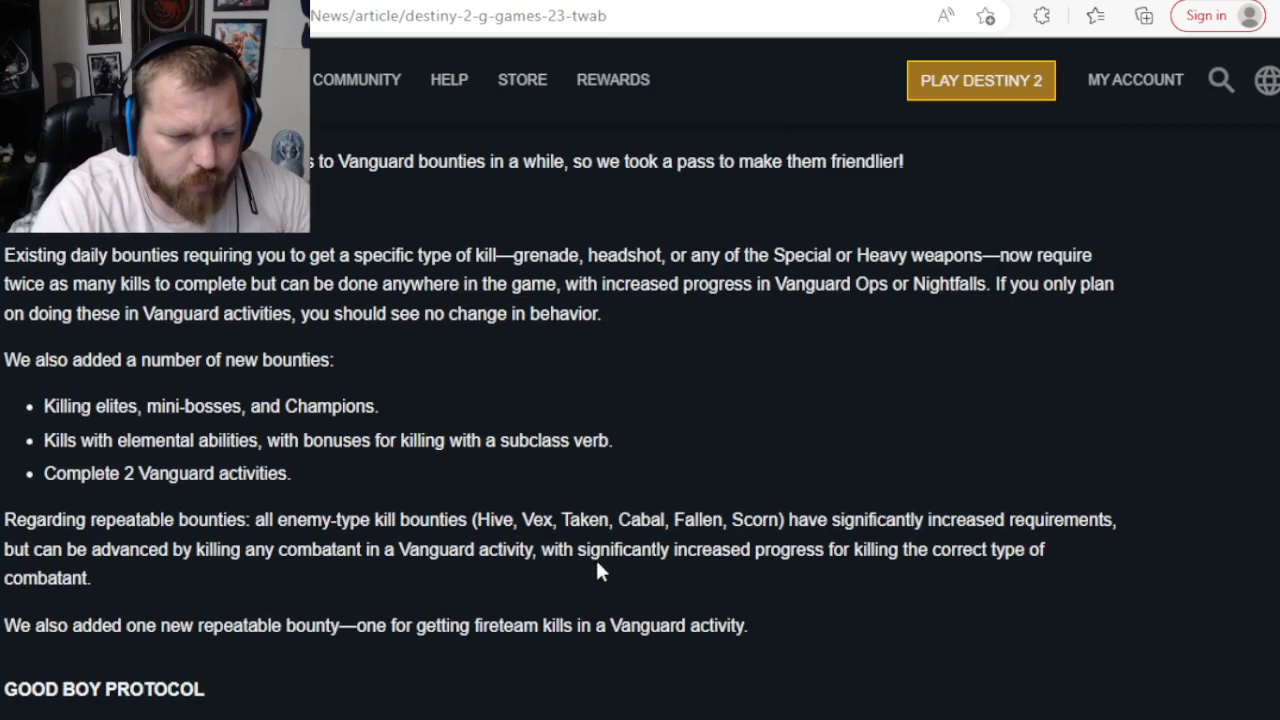 News/article/destiny-2-g-games-23-twab
Sign in
COMMUNITY HELP STORE REWARDS PLAY DESTINY 2 MY ACCOUNT
s to Vanguard bounties in a while, so we took a pass to make them friendlier!
Existing daily bounties requiring you to get a specific type of kill—grenade, headshot, or any of the Special or Heavy weapons—now require
twice as many kills to complete but can be done anywhere in the game, with increased progress in Vanguard Ops or Nightfalls. If you only plan
on doing these in Vanguard activities, you should see no change in behavior.
We also added a number of new bounties:
• Killing elites, mini-bosses, and Champions.
• Kills with elemental abilities, with bonuses for killing with a subclass verb.
• Complete 2 Vanguard activities.
Regarding repeatable bounties: all enemy-type kill bounties (Hive, Vex, Taken, Cabal, Fallen, Scorn) have significantly increased requirements,
but can be advanced by killing any combatant in a Vanguard activity, with significantly increased progress for killing the correct type of
combatant.
We also added one new repeatable bounty—one for getting fireteam kills in a Vanguard activity.
GOOD BOY PROTOCOL